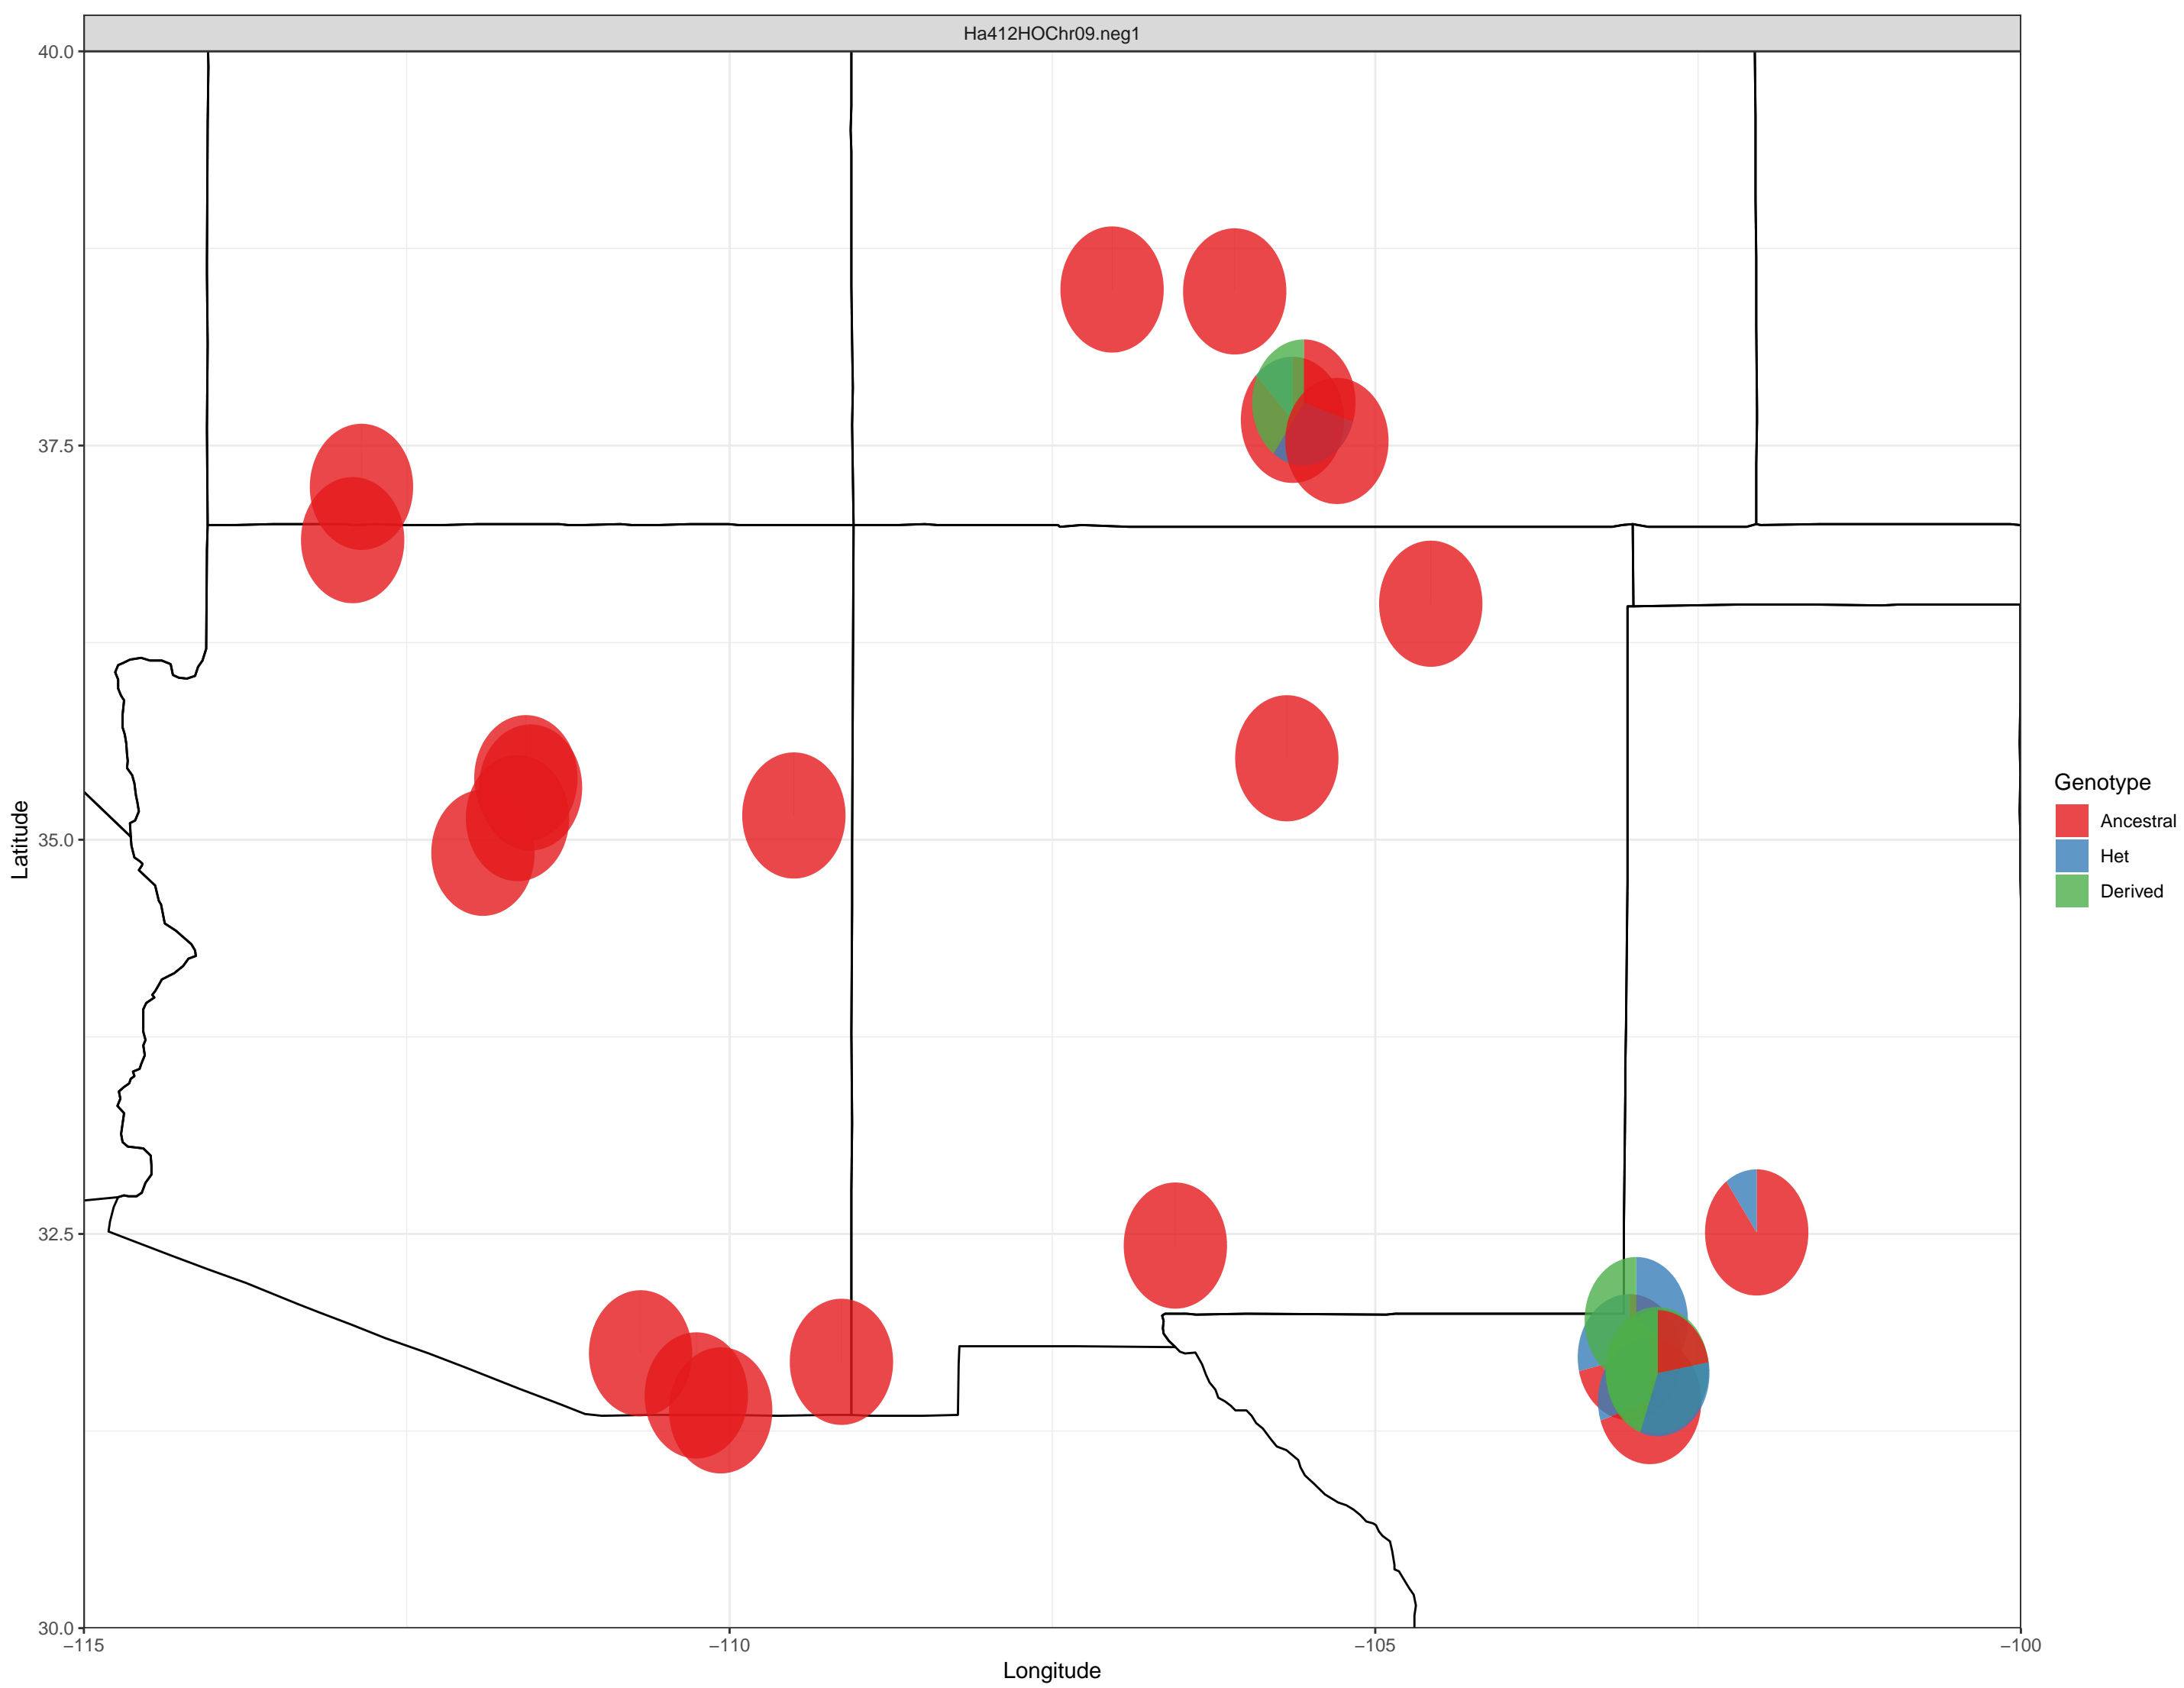 Ha412HOChr09.neg1
40.0
37.5
35.0
32.5
30.0
Latitude
−115
−110
−105
−100
Longitude
Genotype
Ancestral
Het
Derived